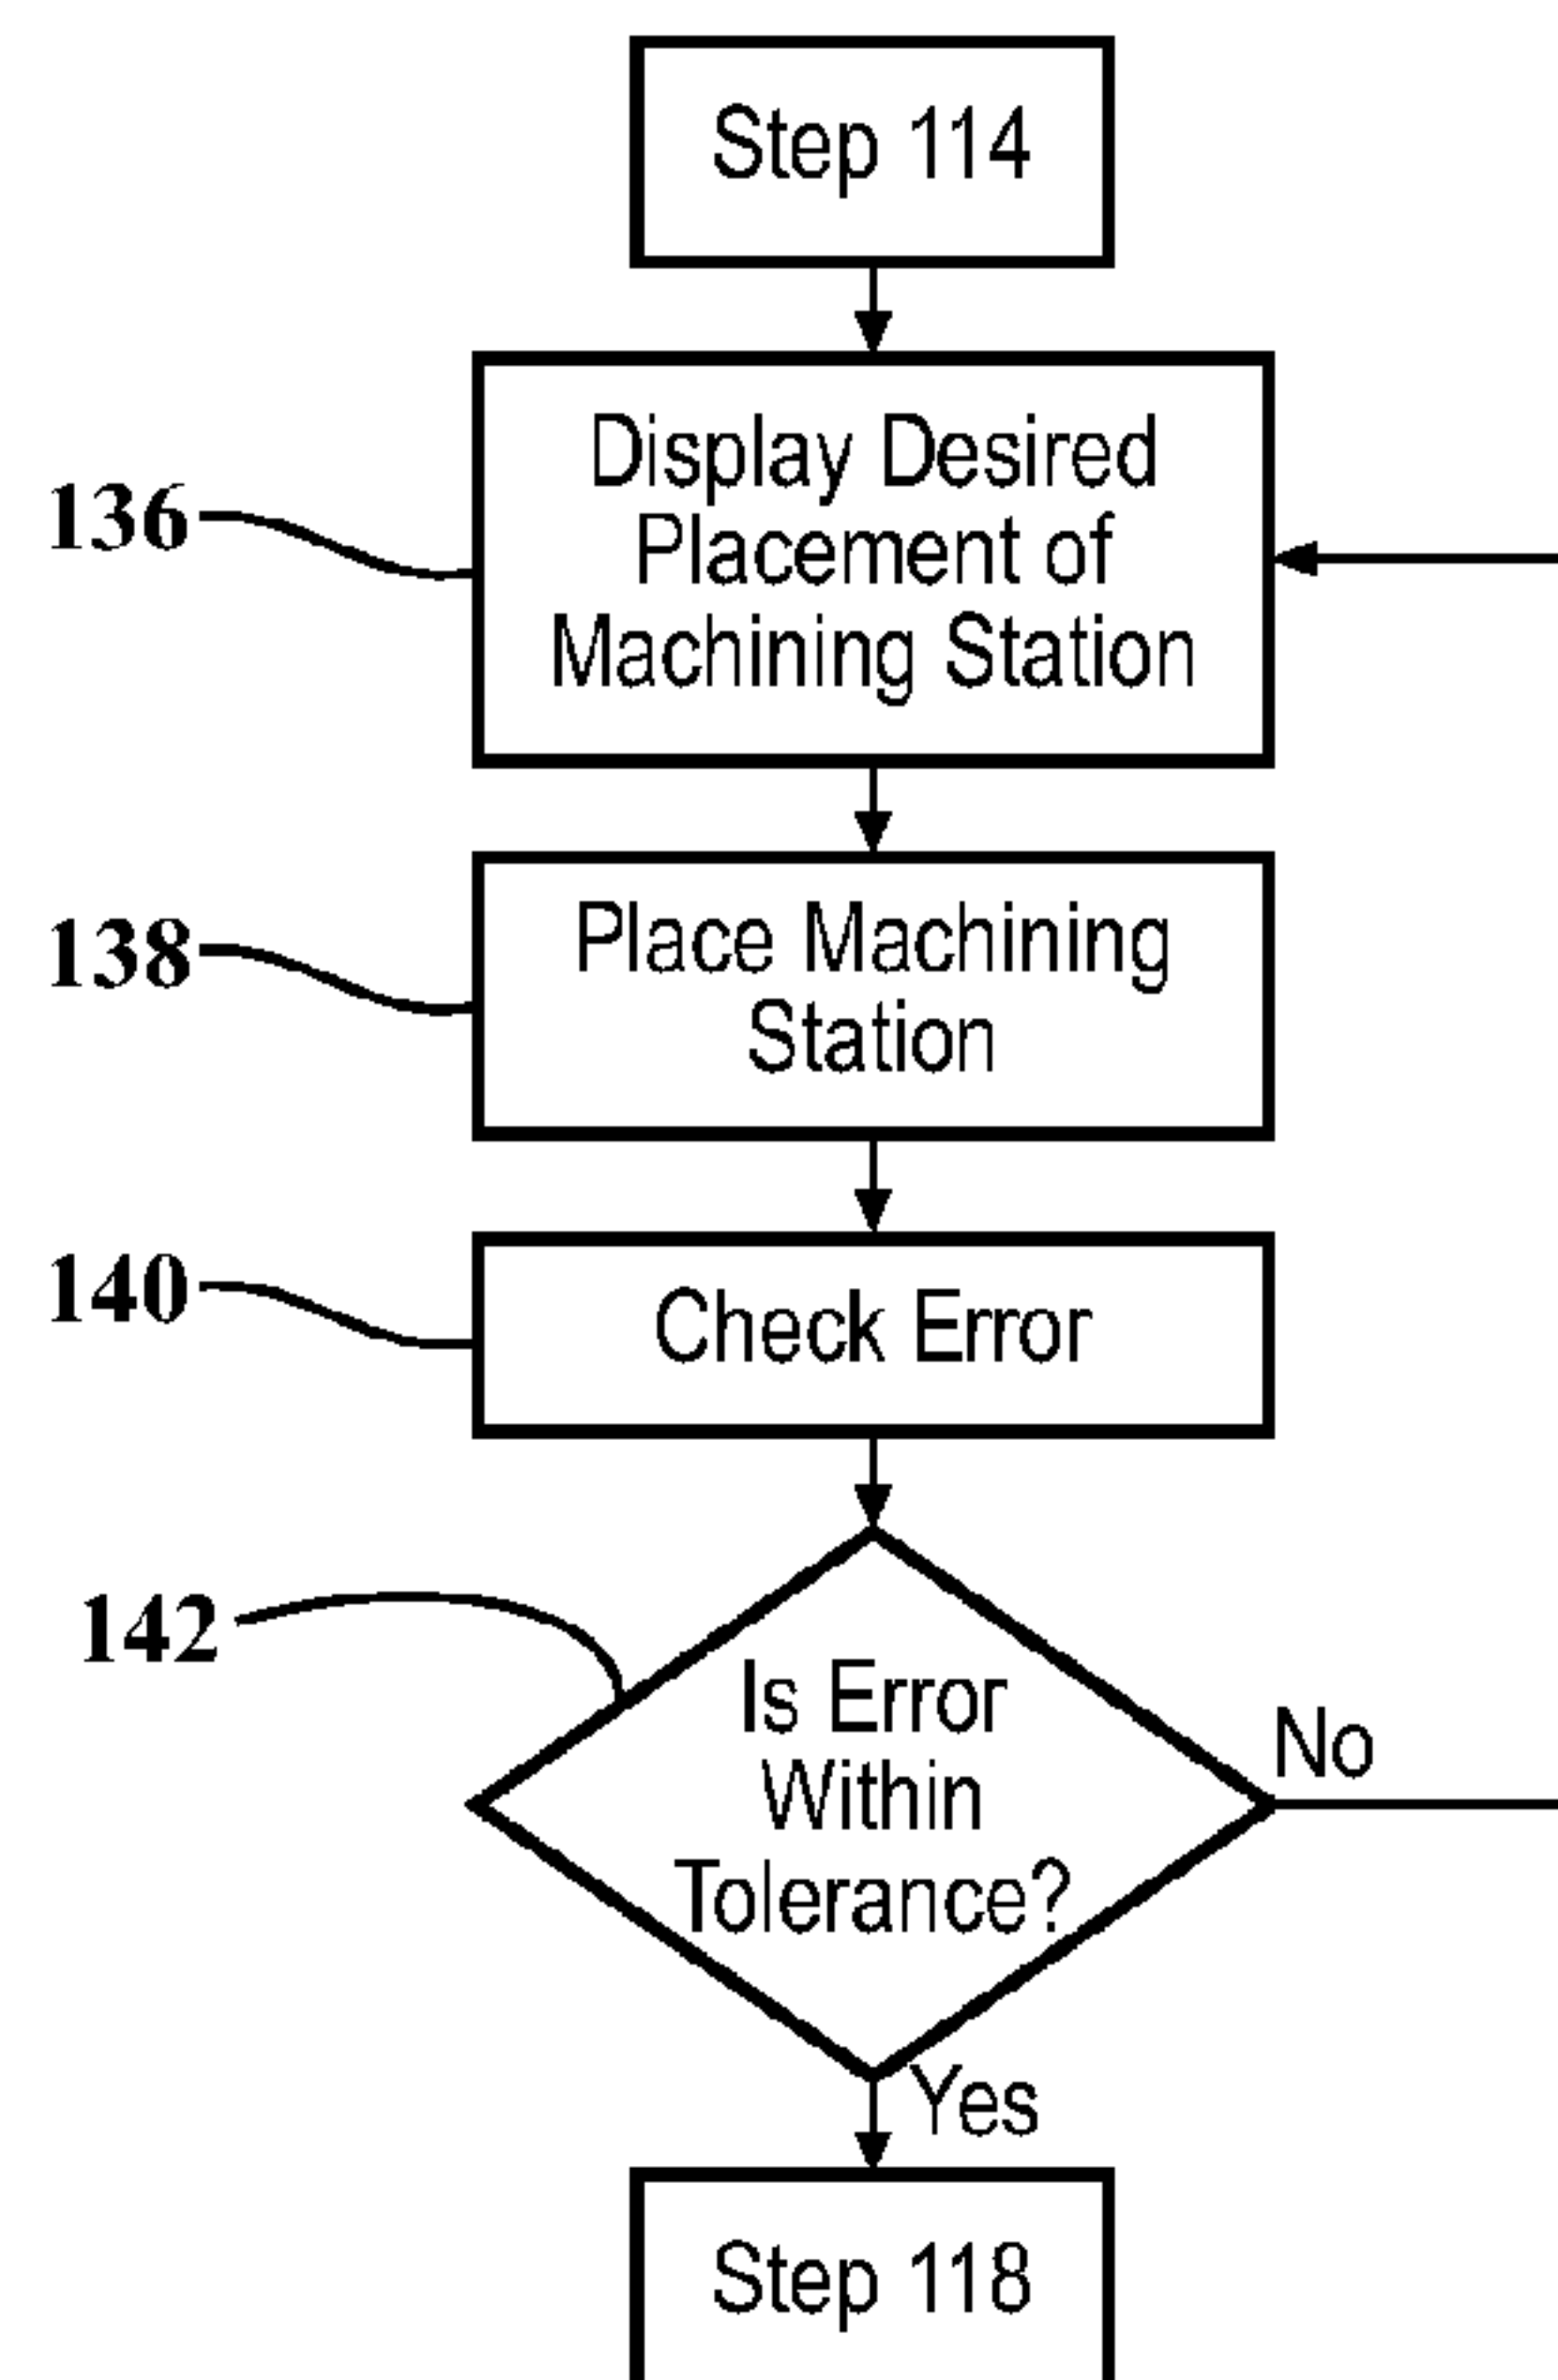 Step 114
136
Display Desired
Placement of
Machining Station
138
Place Machining
Station
140
Check Error
142
Is Error
Within
Tolerance?
No
Yes
Step 118